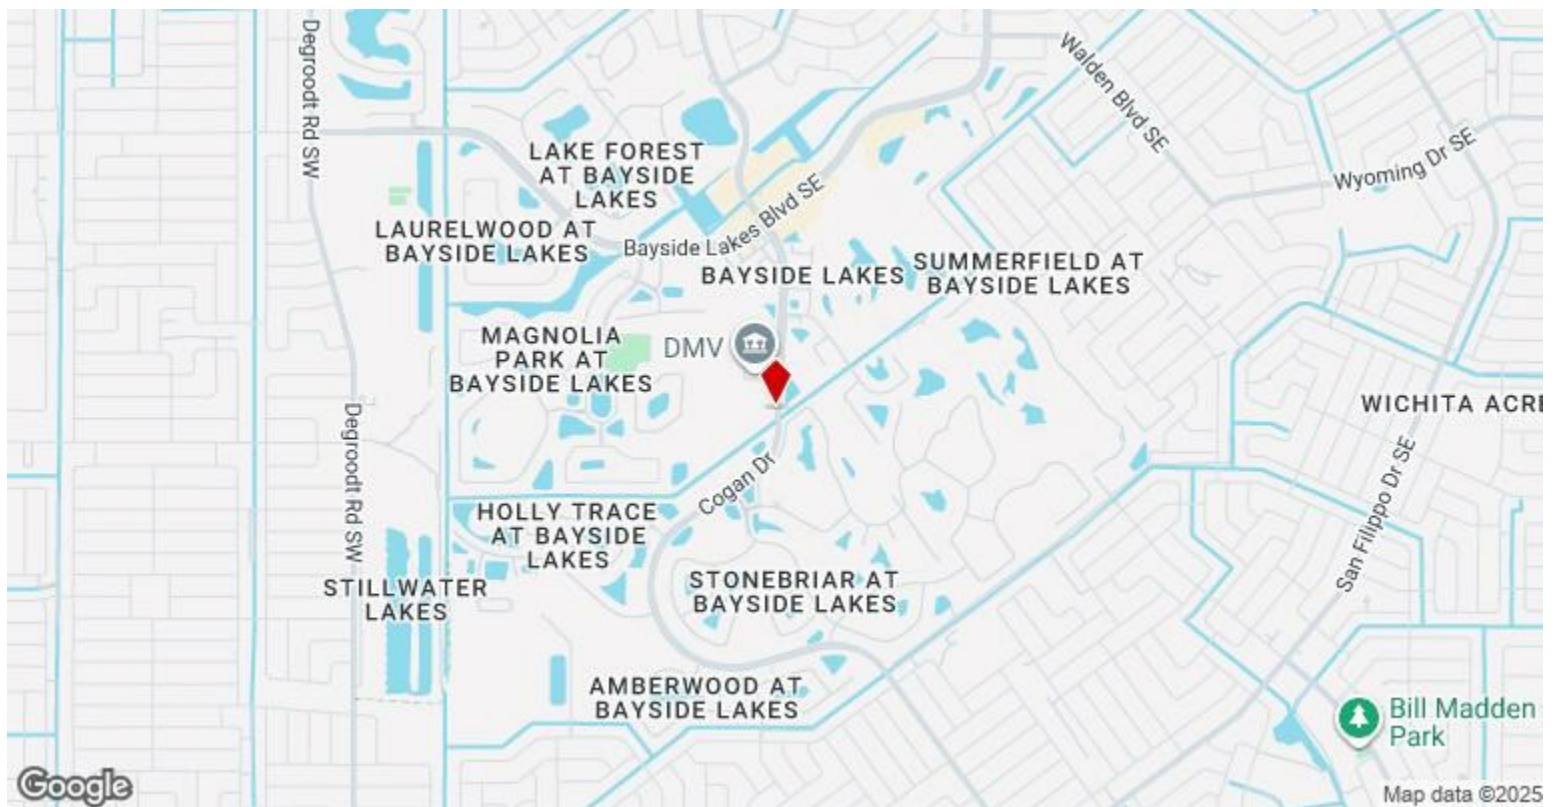 Degroodt Rd SW
Walden Blvd SE
Wyoming Dr SE
LAKE FOREST
AT BAYSIDE
LAKES
Bayside Lakes Blvd SE
LAURELWOOD AT
BAYSIDE LAKES
BAYSIDE LAKES
SUMMERFIELD AT
BAYSIDE LAKES
MAGNOLIA
PARK AT
BAYSIDE LAKES
DMV
WICHITA ACRE
Degroodt Rd SW
Cogan Dr
San Filippo Dr SE
HOLLY TRACE
AT BAYSIDE
LAKES
STILLWATER
LAKES
STONEBRIAR AT
BAYSIDE LAKES
AMBERWOOD AT
BAYSIDE LAKES
Bill Madden
Park
Google
Map data ©2025